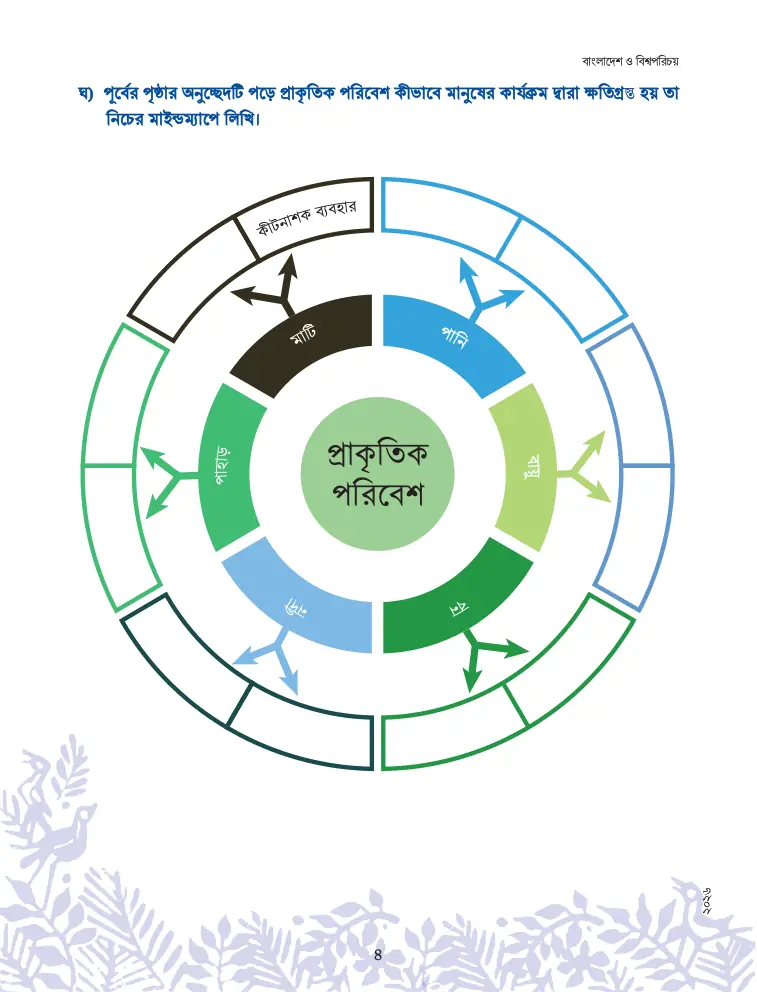 বাংলাদেশ ও বিশ্বপরিচয়
ঘ) পূর্বের পৃষ্ঠার অনুচ্ছেদটি পড়ে প্রাকৃতিক পরিবেশ কীভাবে মানুষের কার্যক্রম দ্বারা ক্ষতিগ্রস্ত হয় তা
নিচের মাইন্ডম্যাপে লিখি।
কীটনাশক ব্যবহার
মাটি
পানি
পাহাড়
বায়ু
প্রাকৃতিক
পরিবেশ
নদী
বন
২০২৬
৪